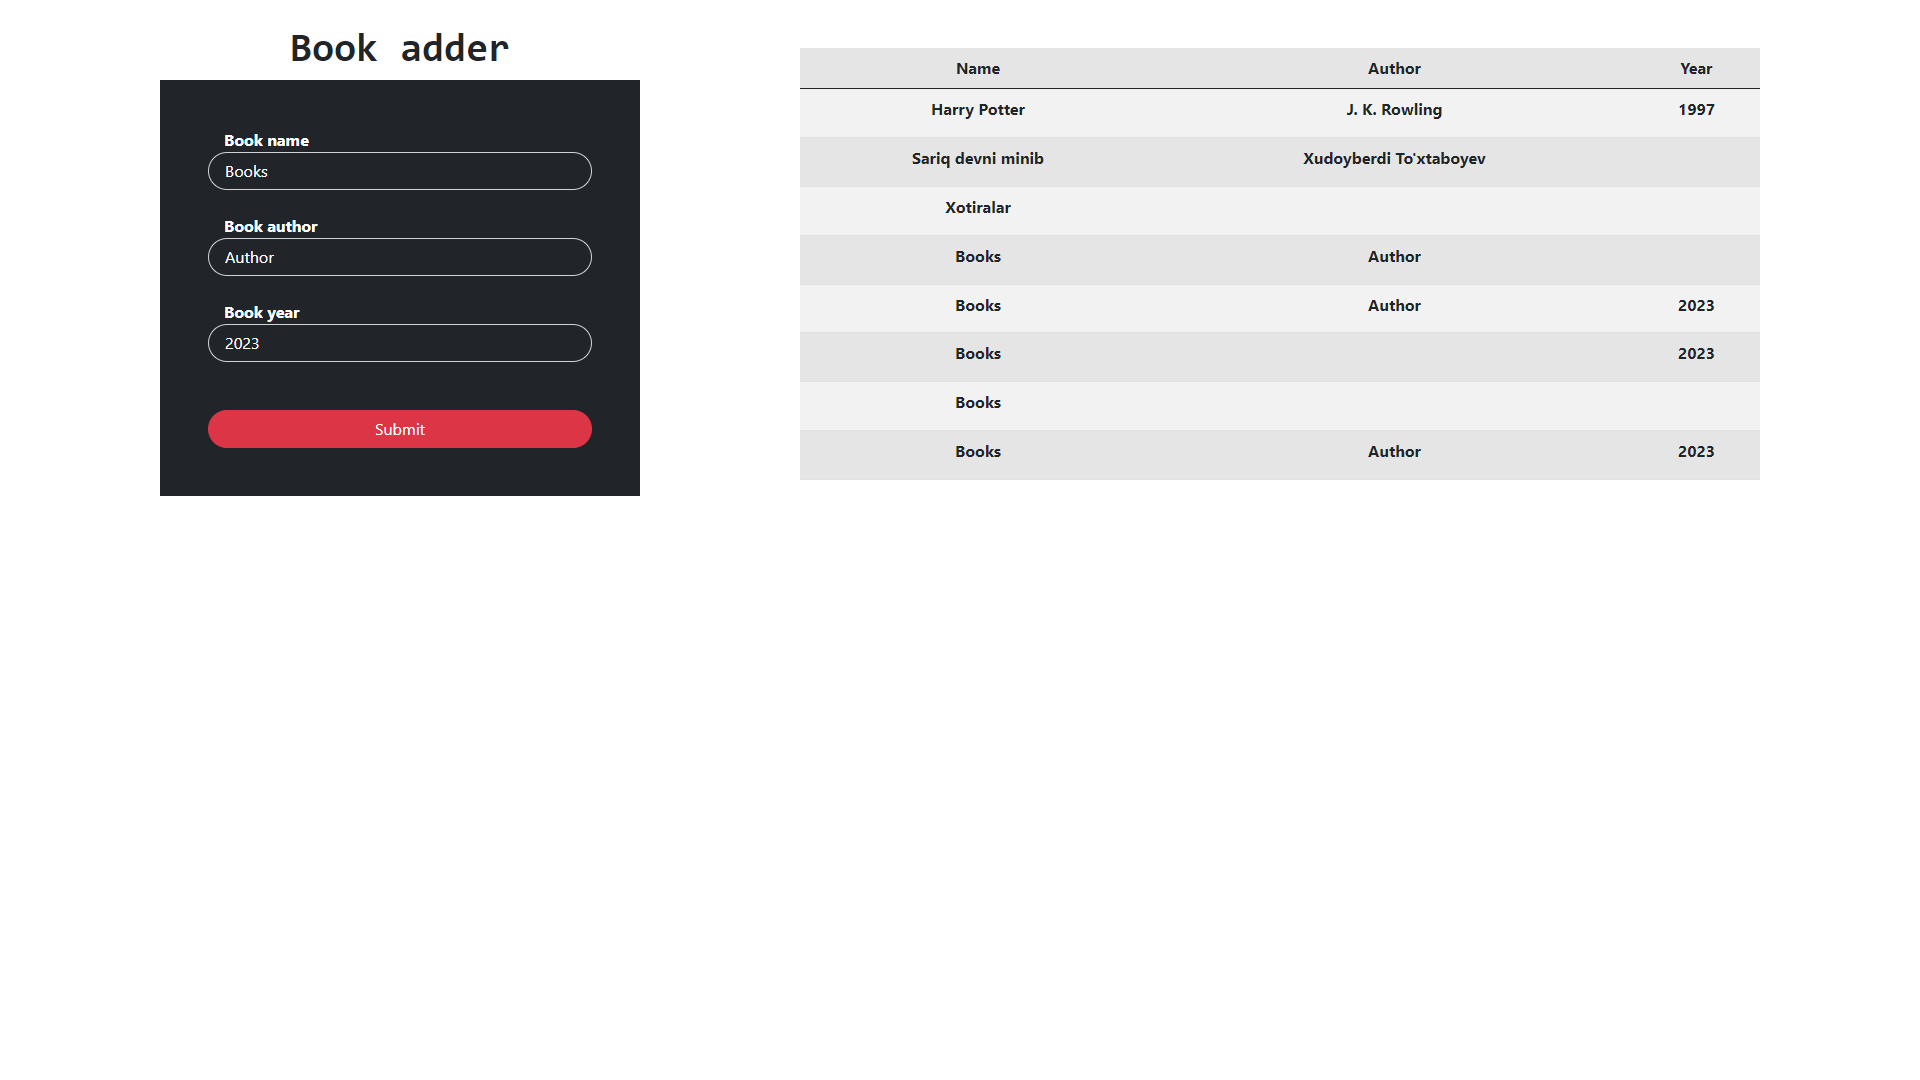 Book adder
Book name
Books
Book author
Author
Book year
2023
Submit
Name Author Year
Harry Potter J. K. Rowling 1997
Sariq devni minib Xudoyberdi To'xtaboyev
Xotiralar
Books Author
Books Author 2023
Books 2023
Books
Books Author 2023